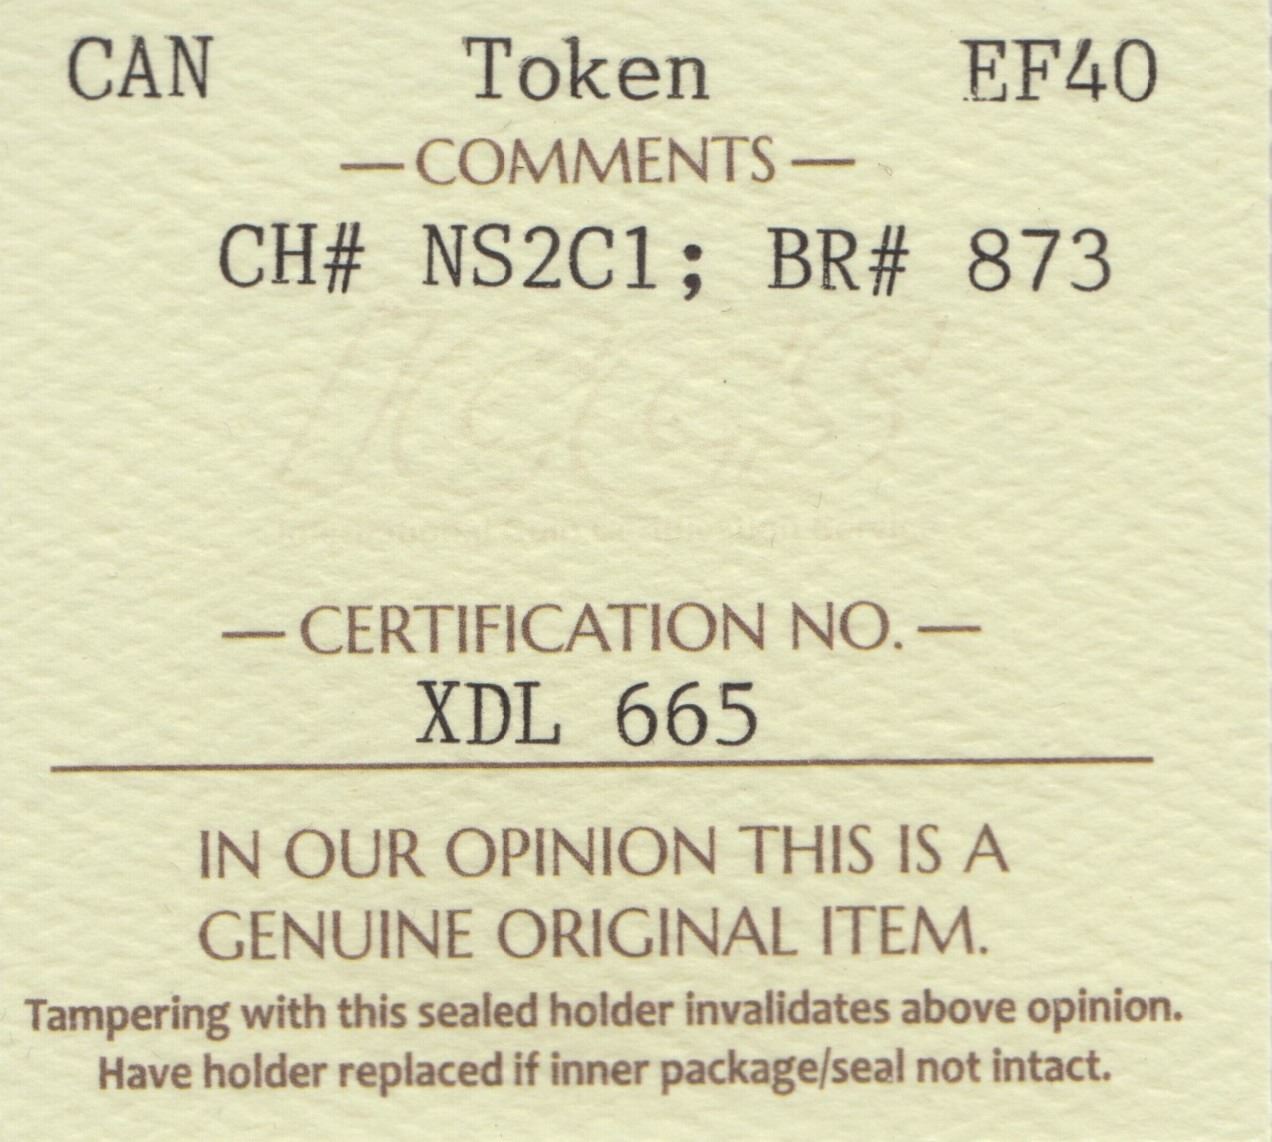 CAN Token EF40
— COMMENTS —
CH# NS2C1; BR# 873
— CERTIFICATION NO. —
XDL 665
IN OUR OPINION THIS IS A
GENUINE ORIGINAL ITEM.
Tampering with this sealed holder invalidates above opinion.
Have holder replaced if inner package/seal not intact.